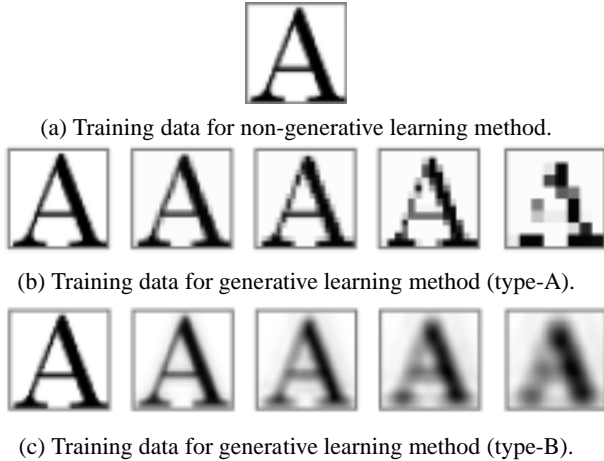 A
(a) Training data for non-generative learning method.
A A A A A
(b) Training data for generative learning method (type-A).
A A A A A
(c) Training data for generative learning method (type-B).